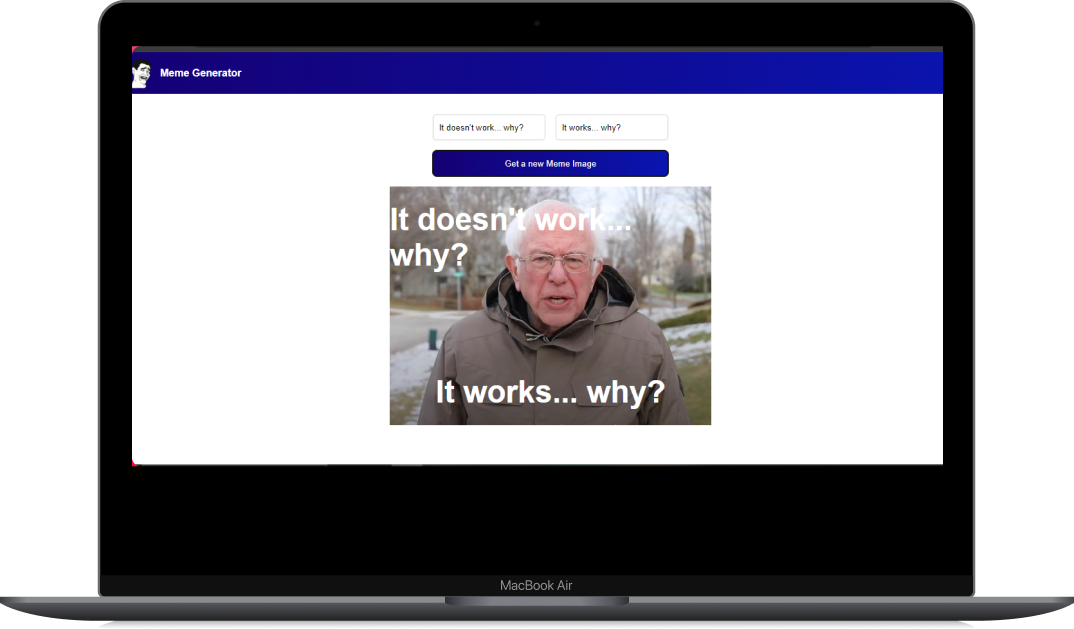 Meme Generator
It doesn't work... why?
It works... why?
Get a new Meme Image
It doesn't work...
why?
It works... why?
MacBook Air